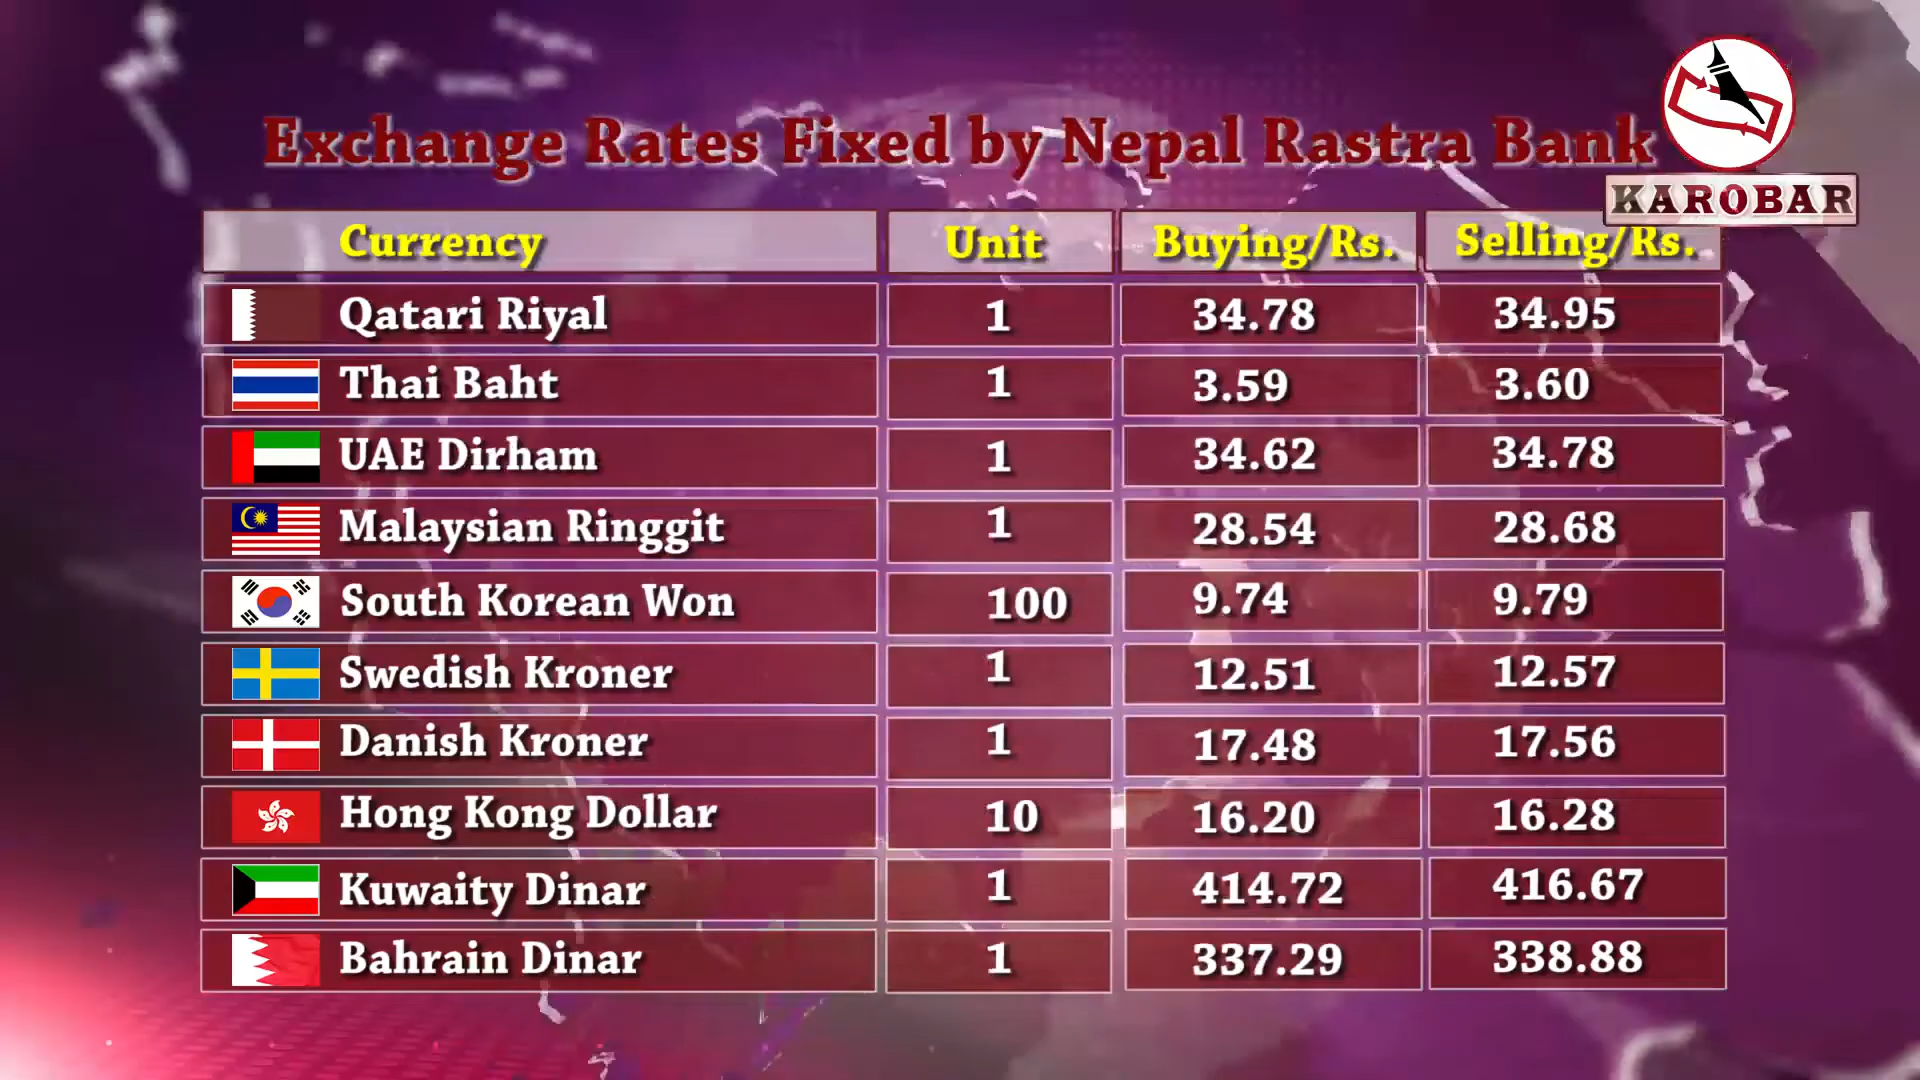 Exchange Rates Fixed by Nepal Rastra Bank
KAROBAR
Currency Unit Buying/Rs. Selling/Rs.
Qatari Riyal 1 34.78 34.95
Thai Baht 1 3.59 3.60
UAE Dirham 1 34.62 34.78
Malaysian Ringgit 1 28.54 28.68
South Korean Won 100 9.74 9.79
Swedish Kroner 1 12.51 12.57
Danish Kroner 1 17.48 17.56
Hong Kong Dollar 10 16.20 16.28
Kuwaity Dinar 1 414.72 416.67
Bahrain Dinar 1 337.29 338.88